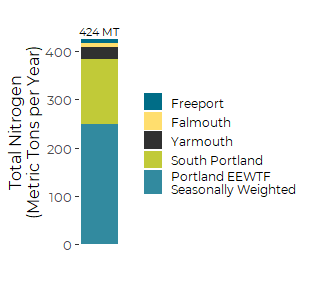 424 MT
400
300
200
100
0
Total Nitrogen
(Metric Tons per Year)
Freeport
Falmouth
Yarmouth
South Portland
Portland EEWTF
Seasonally Weighted